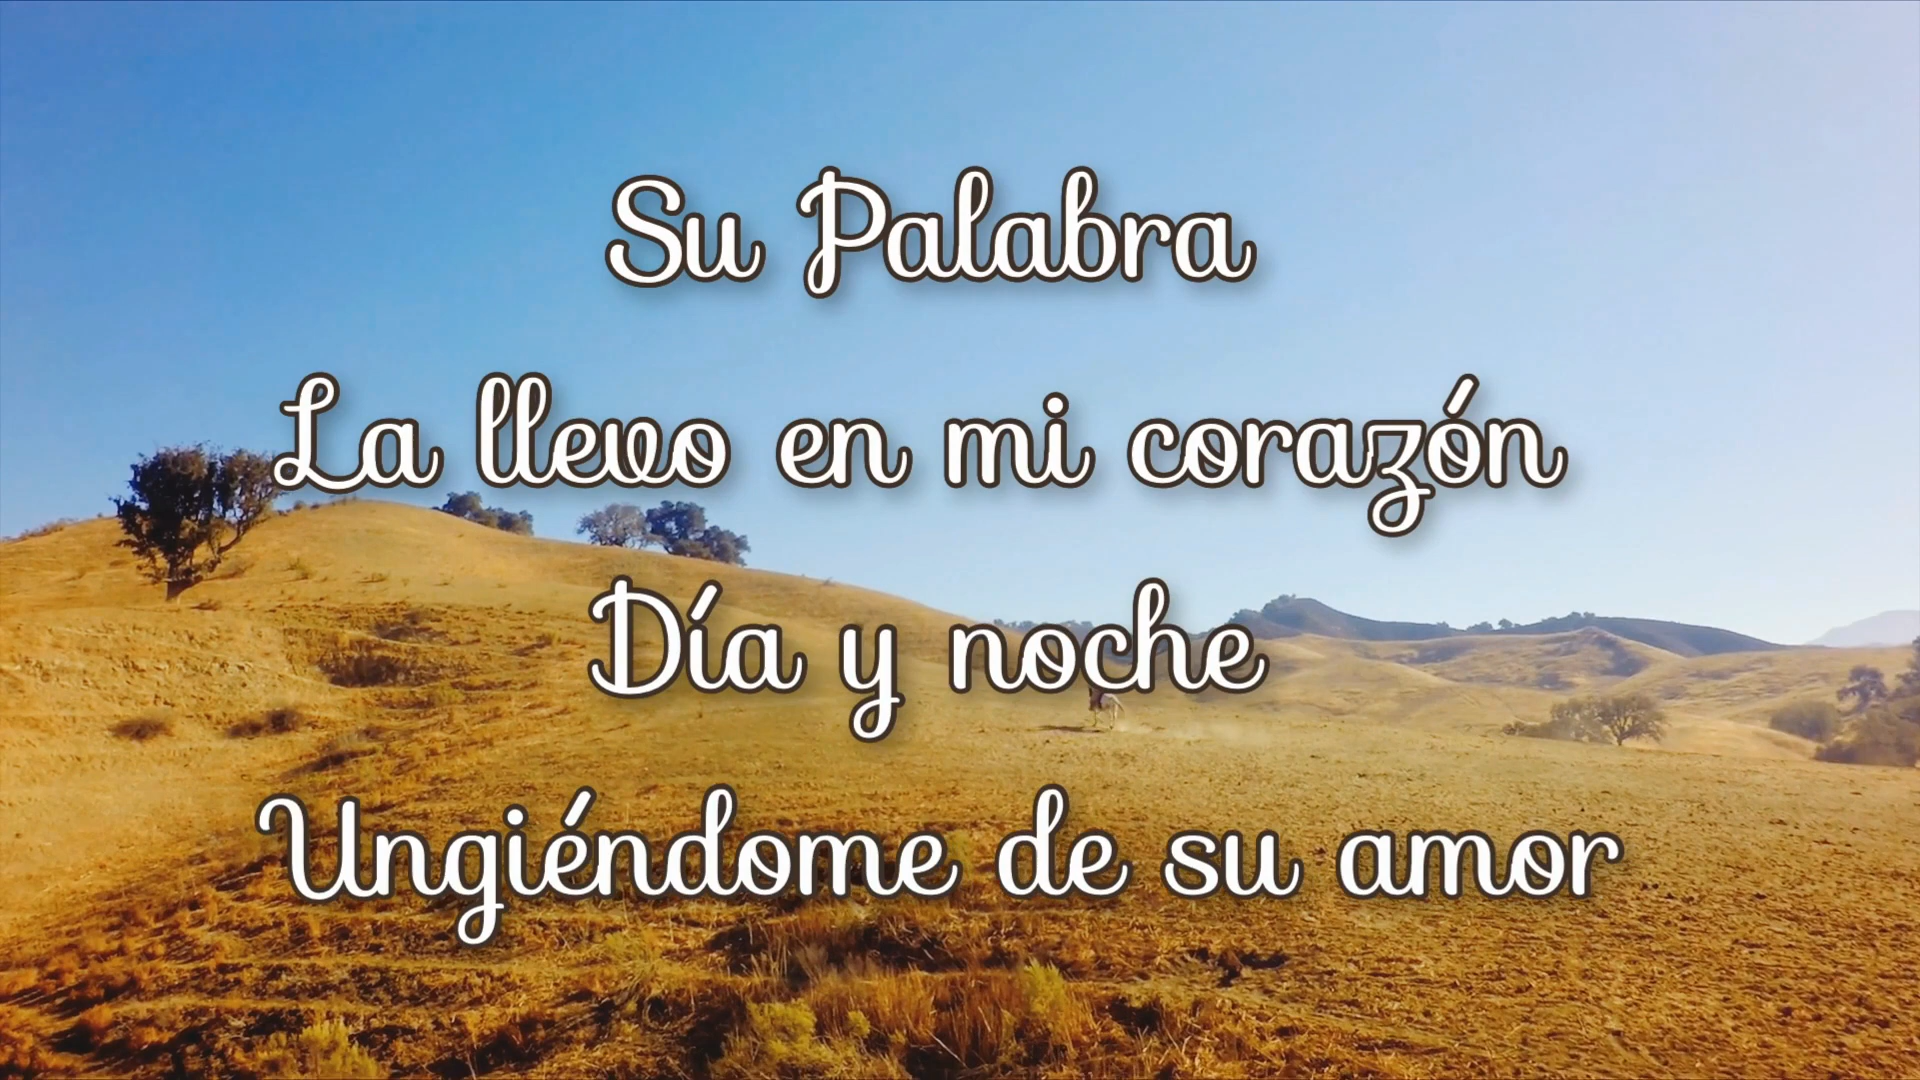 Su Palabra
La llevo en mi corazón
Día y noche
Ungiéndome de su amor